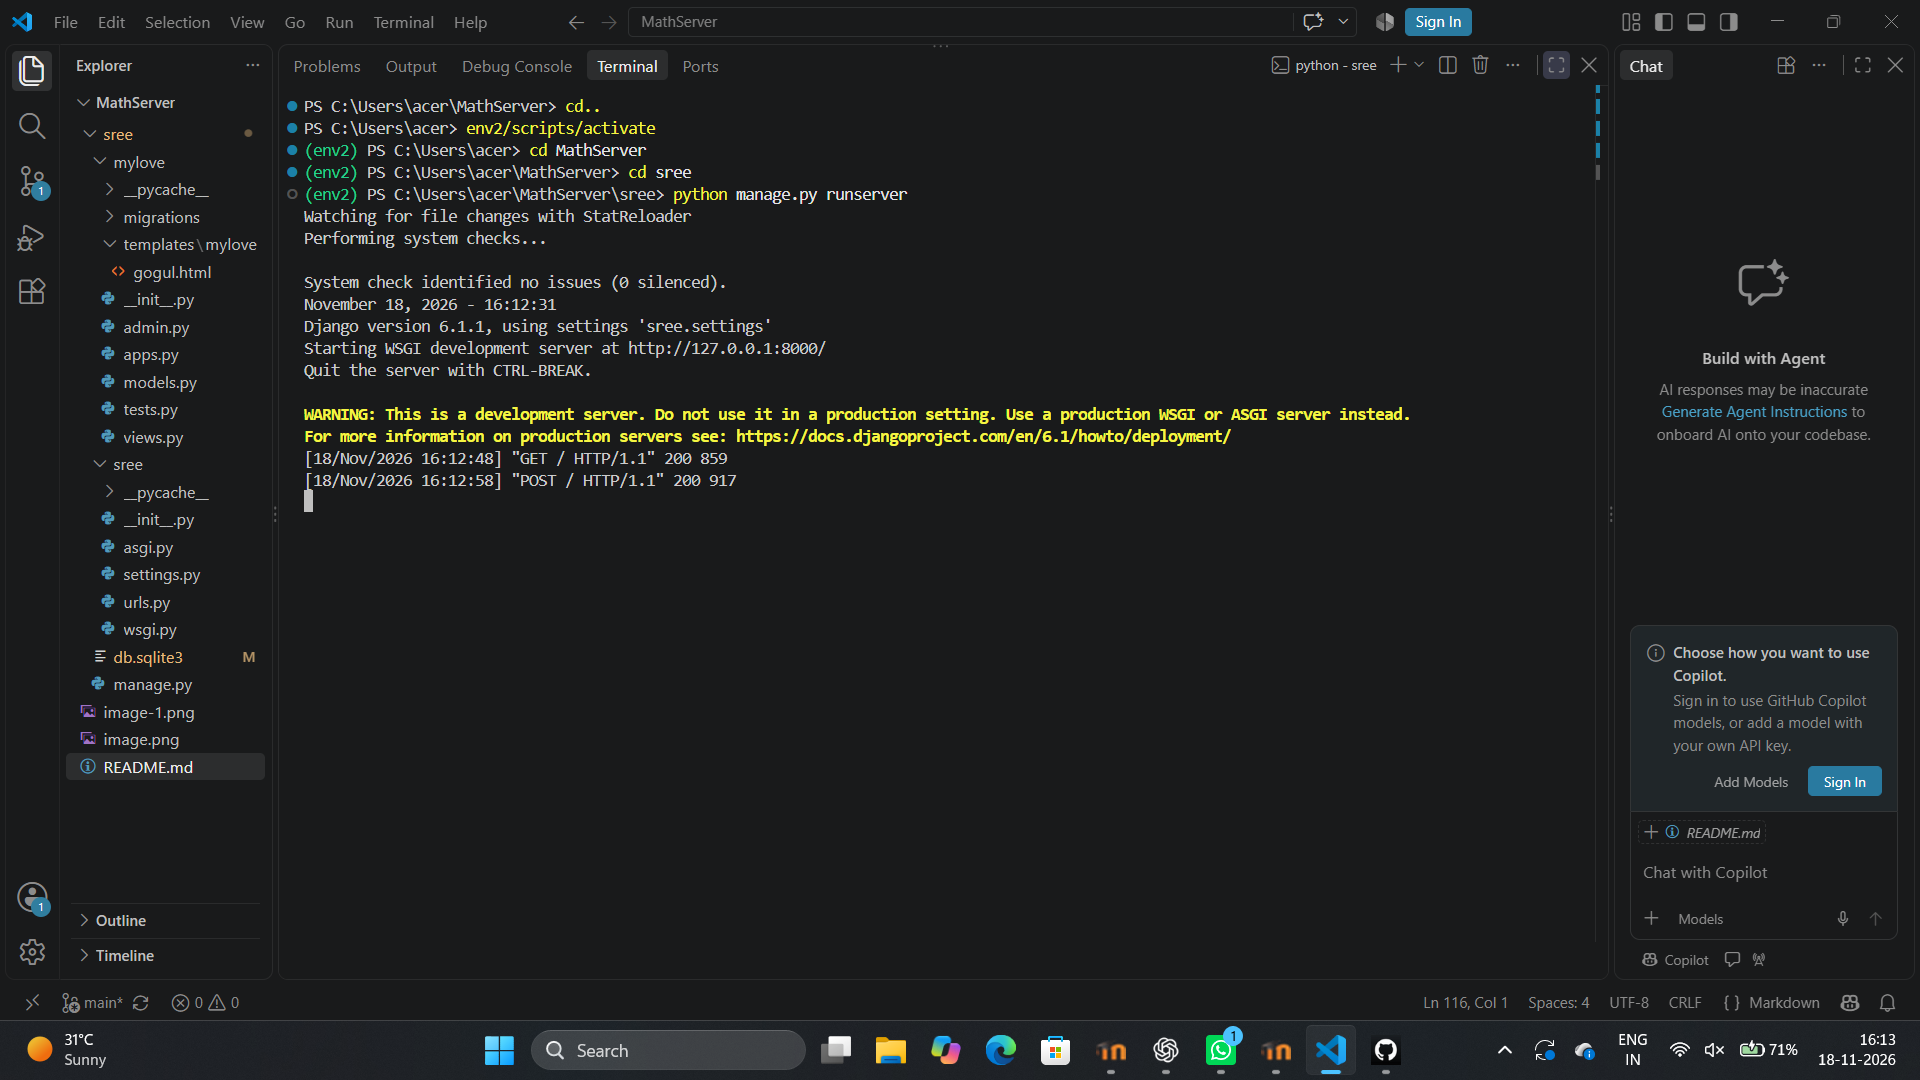 File Edit Selection View Go Run Terminal Help
MathServer
Sign In
Explorer
MathServer
sree
mylove
__pycache__
migrations
templates\mylove
gogul.html
__init__.py
admin.py
apps.py
models.py
tests.py
views.py
sree
__pycache__
__init__.py
asgi.py
settings.py
urls.py
wsgi.py
db.sqlite3 M
manage.py
image-1.png
image.png
README.md
Outline
Timeline
1
1
Problems Output Debug Console Terminal Ports
python - sree
PS C:\Users\acer\MathServer> cd..
PS C:\Users\acer> env2/scripts/activate
(env2) PS C:\Users\acer> cd MathServer
(env2) PS C:\Users\acer\MathServer> cd sree
(env2) PS C:\Users\acer\MathServer\sree> python manage.py runserver
Watching for file changes with StatReloader
Performing system checks...
System check identified no issues (0 silenced).
November 18, 2026 - 16:12:31
Django version 6.1.1, using settings 'sree.settings'
Starting WSGI development server at http://127.0.0.1:8000/
Quit the server with CTRL-BREAK.
WARNING: This is a development server. Do not use it in a production setting. Use a production WSGI or ASGI server instead.
For more information on production servers see: https://docs.djangoproject.com/en/6.1/howto/deployment/
[18/Nov/2026 16:12:48] "GET / HTTP/1.1" 200 859
[18/Nov/2026 16:12:58] "POST / HTTP/1.1" 200 917
Chat
Build with Agent
AI responses may be inaccurate
Generate Agent Instructions to
onboard AI onto your codebase.
Choose how you want to use
Copilot.
Sign in to use GitHub Copilot
models, or add a model with
your own API key.
Add Models Sign In
README.md
Chat with Copilot
Models
Copilot
main* 0 0
Ln 116, Col 1 Spaces: 4 UTF-8 CRLF { } Markdown
31°C
Sunny
Search
1
ENG
IN
71%
16:13
18-11-2026